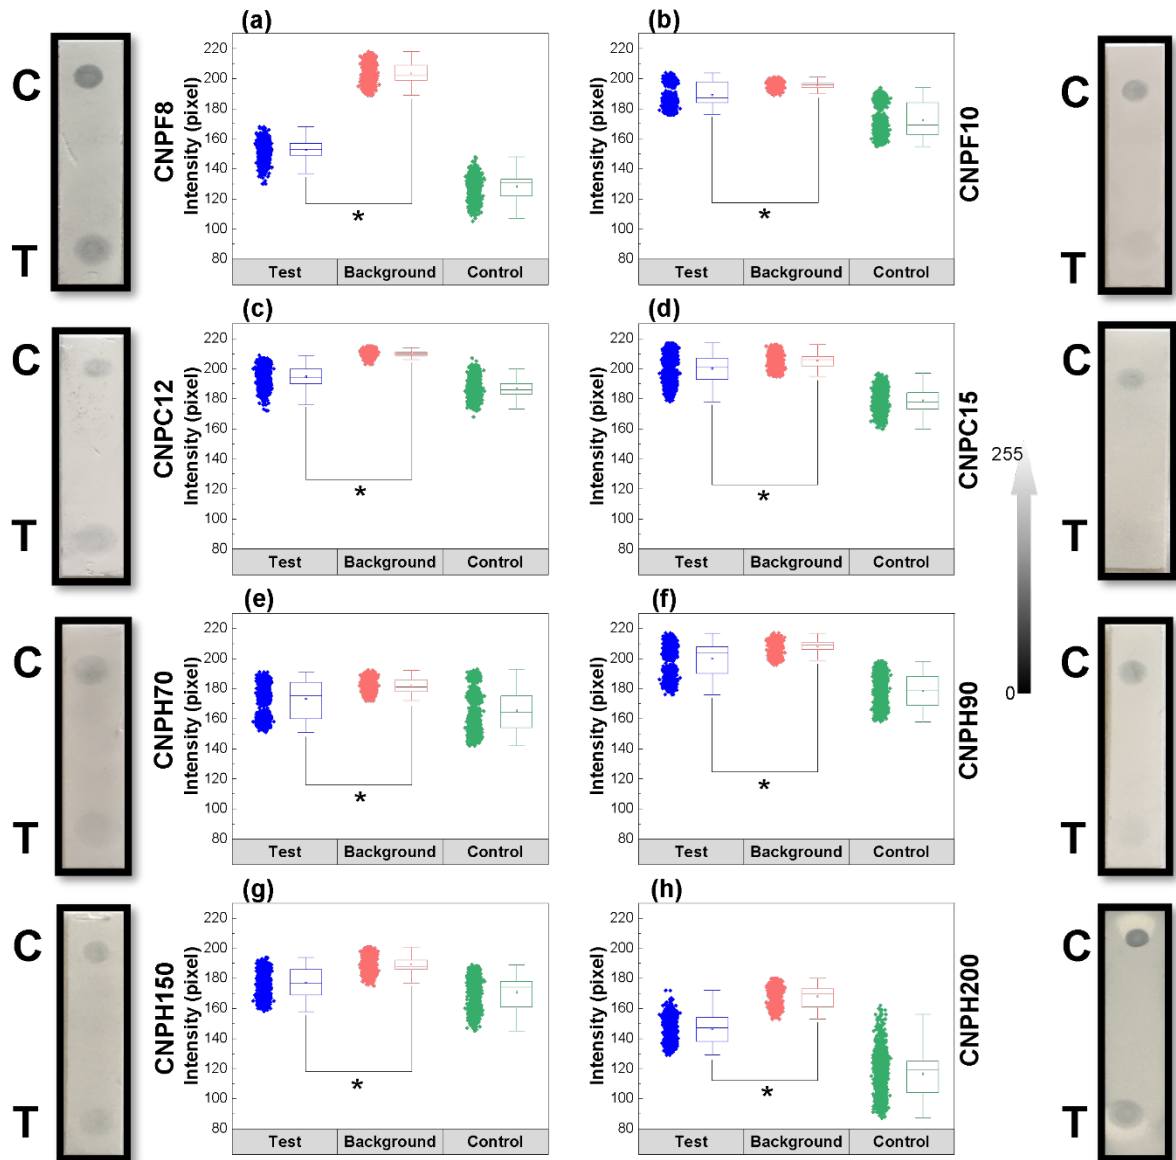 (a)
(b)
C
T
CNPF8
Intensity (pixel)
220
200
180
160
140
120
100
80
Test Background Control
Intensity (pixel)
220
200
180
160
140
120
100
80
*
*
Test Background Control
CNPF10
C
T
(c)
(d)
C
T
CNPC12
Intensity (pixel)
220
200
180
160
140
120
100
80
*
Test Background Control
Intensity (pixel)
220
200
180
160
140
120
100
80
*
Test Background Control
CNPC15
255
0
C
T
(e)
(f)
C
T
CNPH70
Intensity (pixel)
220
200
180
160
140
120
100
80
*
Test Background Control
Intensity (pixel)
220
200
180
160
140
120
100
80
*
Test Background Control
CNPH90
C
T
(g)
(h)
C
T
CNPH150
Intensity (pixel)
220
200
180
160
140
120
100
80
*
Test Background Control
Intensity (pixel)
220
200
180
160
140
120
100
80
*
Test Background Control
CNPH200
C
T